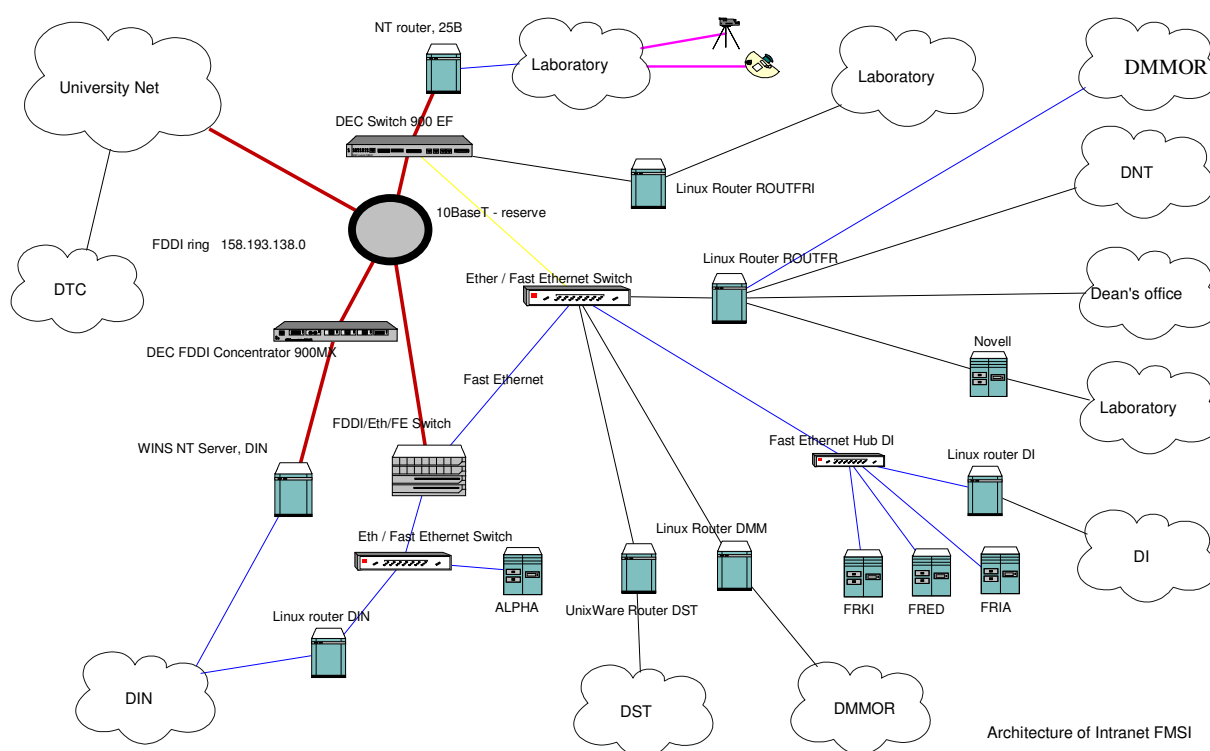 NT router, 25B
University Net
Laboratory
Laboratory
DMMOR
DEC Switch 900 EF
DNT
Linux Router ROUTFRI
10BaseT - reserve
FDDI ring 158.193.138.0
Linux Router ROUTFR
Ether / Fast Ethernet Switch
DTC
Dean's office
DEC FDDI Concentrator 900MX
Novell
Fast Ethernet
Laboratory
FDDI/Eth/FE Switch
WINS NT Server, DIN
Fast Ethernet Hub DI
Linux router DI
Eth / Fast Ethernet Switch
Linux Router DMM
DI
ALPHA
UnixWare Router DST
FRKI
FRED
FRIA
Linux router DIN
DIN
DST
DMMOR
Architecture of Intranet FMSI